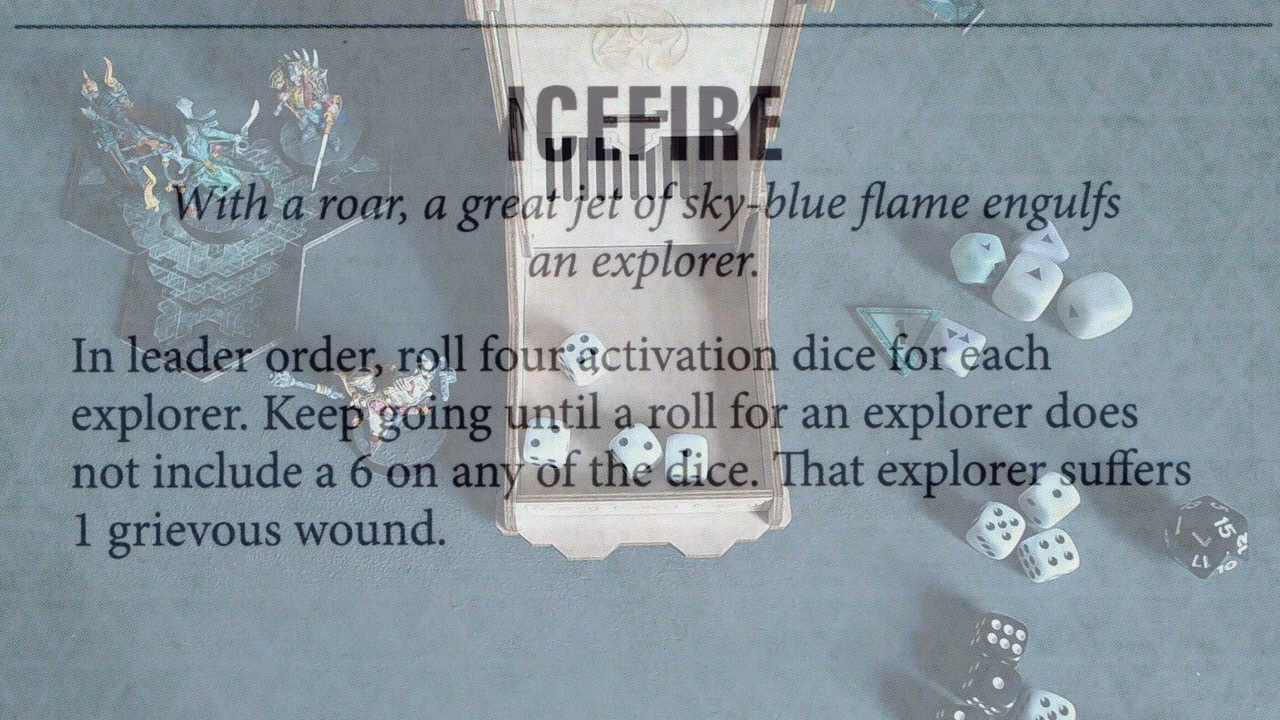 ICEFIRE
With a roar, a great jet of sky-blue flame engulfs
an explorer.
In leader order, roll four activation dice for each
explorer. Keep going until a roll for an explorer does
not include a 6 on any of the dice. That explorer suffers
1 grievous wound.
15
17